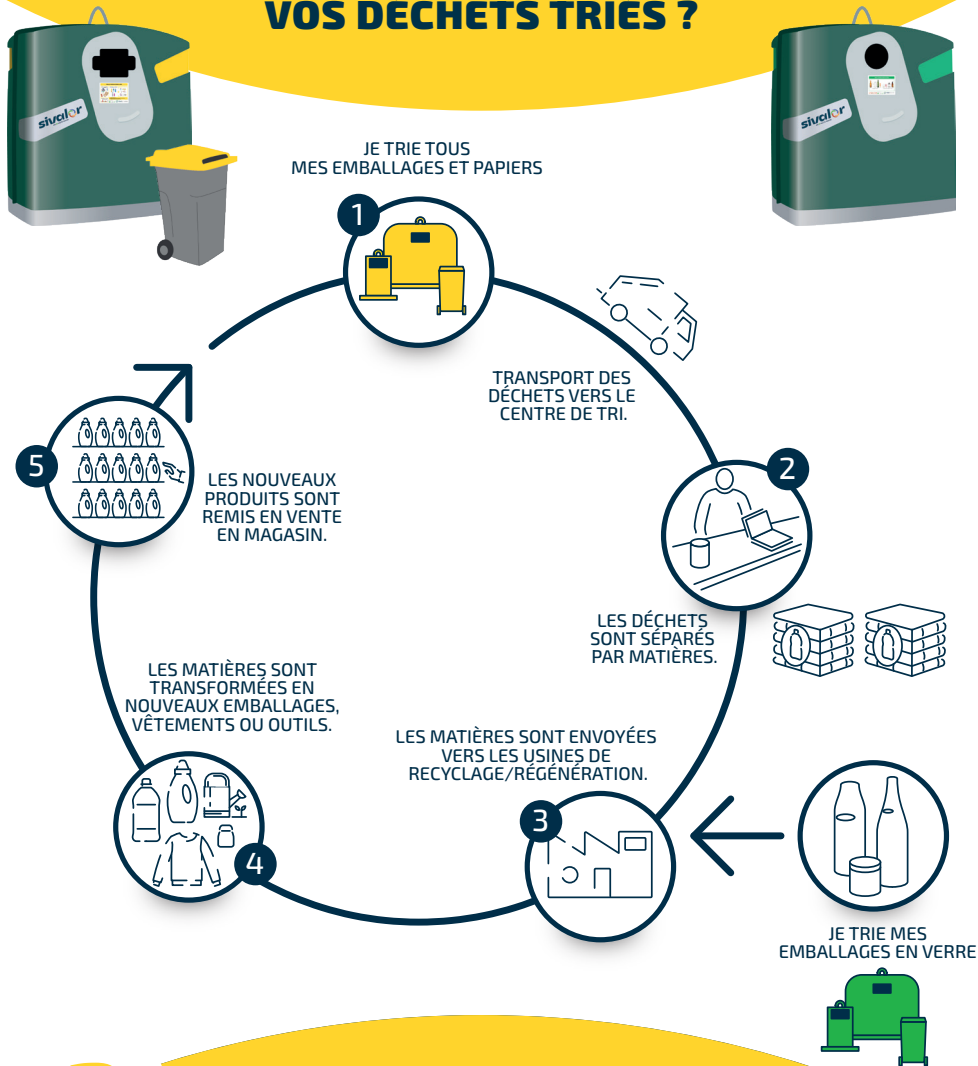 VOS DÉCHETS TRIÉS ?
sivalor
sivalor
JE TRIE TOUS
MES EMBALLAGES ET PAPIERS
1
TRANSPORT DES
DÉCHETS VERS LE
CENTRE DE TRI.
2
5
LES NOUVEAUX
PRODUITS SONT
REMIS EN VENTE
EN MAGASIN.
LES DÉCHETS
SONT SÉPARÉS
PAR MATIÈRES.
LES MATIÈRES SONT
TRANSFORMÉES EN
NOUVEAUX EMBALLAGES,
VÊTEMENTS OU OUTILS.
LES MATIÈRES SONT ENVOYÉES
VERS LES USINES DE
RECYCLAGE/RÉGÉNÉRATION.
3
4
JE TRIE MES
EMBALLAGES EN VERRE